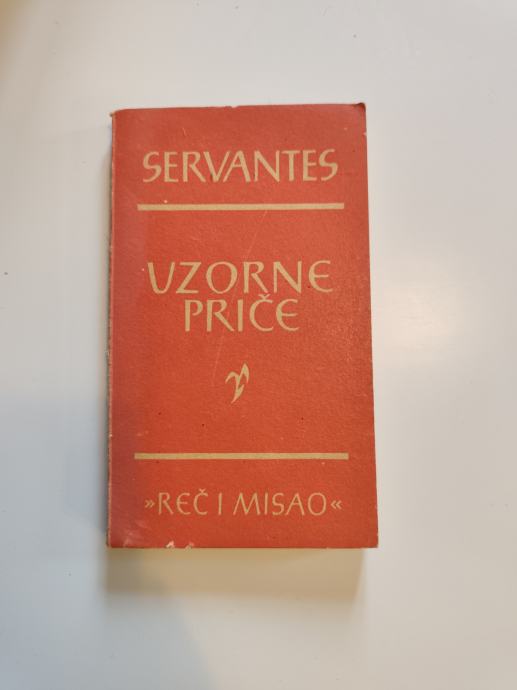 SERVANTES
UZORNE
PRIČE
»REČ I MISAO«